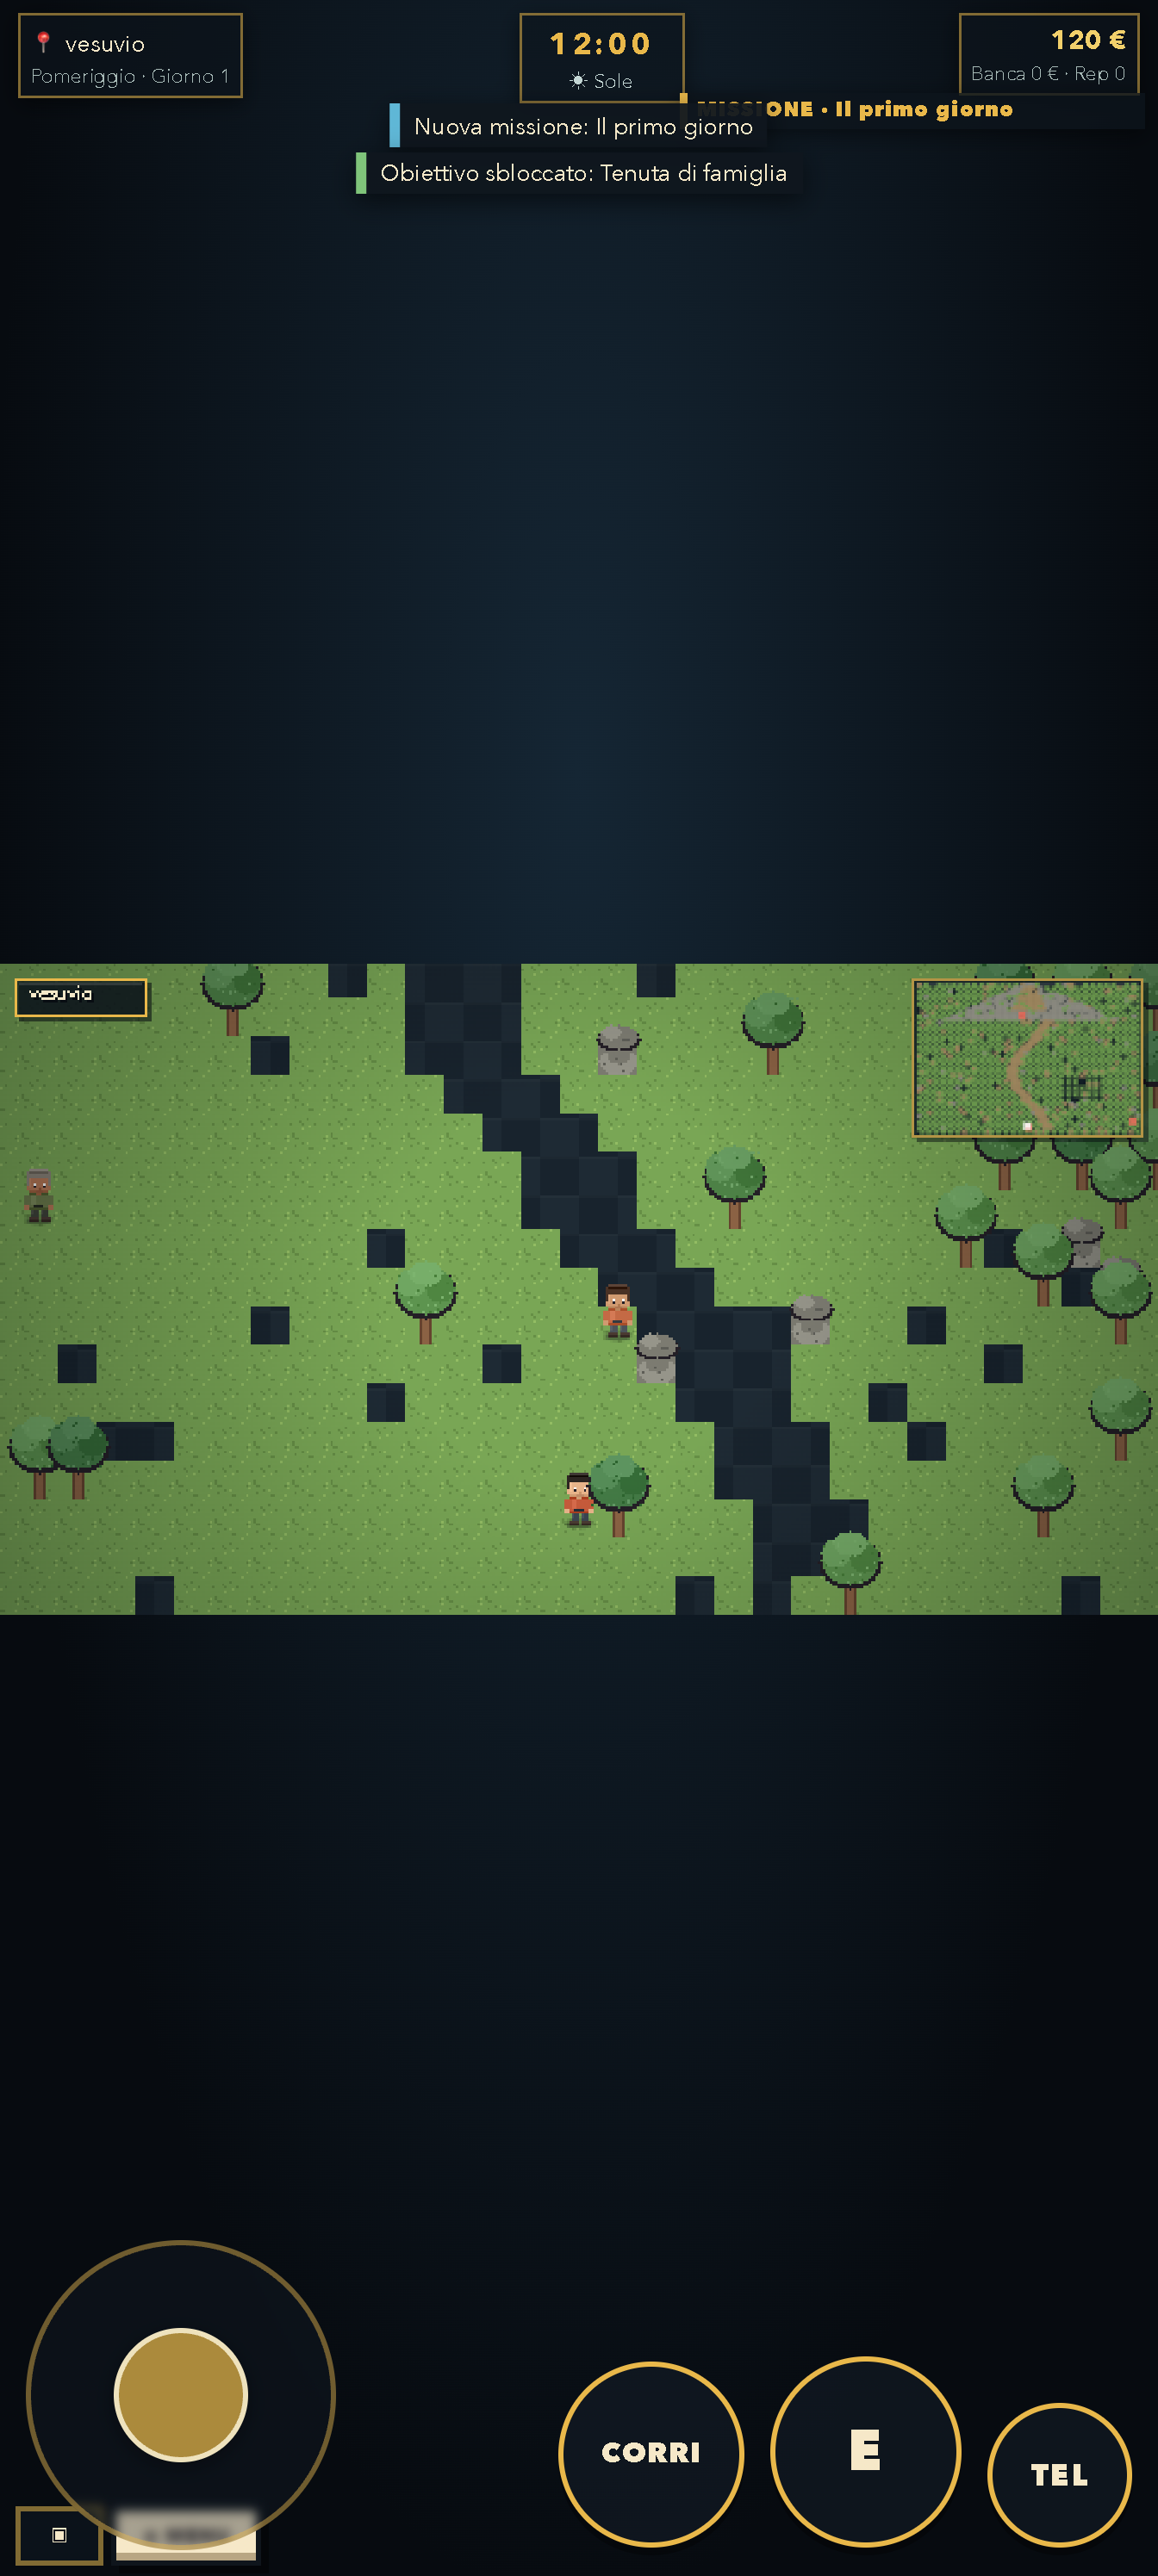 vesuvio
Pomeriggio · Giorno 1
12:00
Sole
120 €
Banca 0 € · Rep 0
MISSIONE · Il primo giorno
Nuova missione: Il primo giorno
Obiettivo sbloccato: Tenuta di famiglia
vesuvio
CORRI
E
TEL